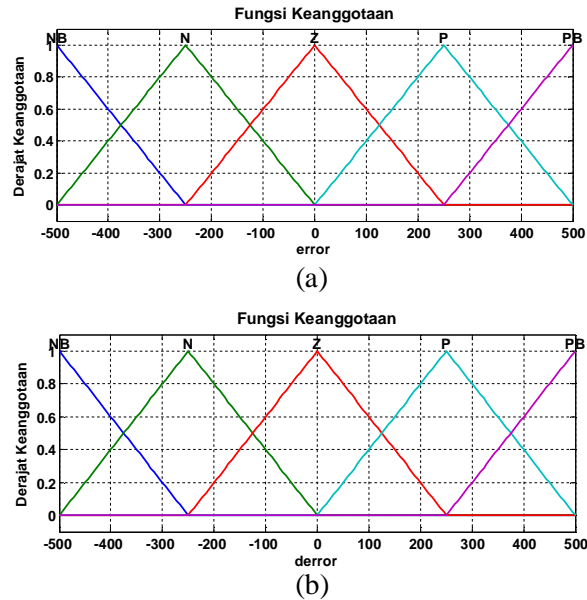 Fungsi Keanggotaan
NB N Z P PB
1
0.8
0.6
0.4
0.2
0
Derajat Keanggotaan
-500 -400 -300 -200 -100 0 100 200 300 400 500
error
(a)
Fungsi Keanggotaan
NB N Z P PB
1
0.8
0.6
0.4
0.2
0
Derajat Keanggotaan
-500 -400 -300 -200 -100 0 100 200 300 400 500
derror
(b)